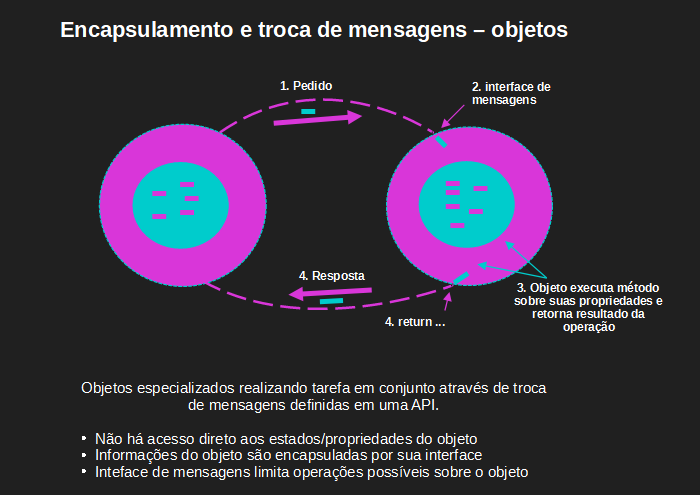 Encapsulamento e troca de mensagens – objetos
1. Pedido
2. interface de
mensagens
4. Resposta
3. Objeto executa método
sobre suas propriedades e
retorna resultado da
operação
4. return ...
Objetos especializados realizando tarefa em conjunto através de troca
de mensagens definidas em uma API.
• Não há acesso direto aos estados/propriedades do objeto
• Informações do objeto são encapsuladas por sua interface
• Inteface de mensagens limita operações possíveis sobre o objeto